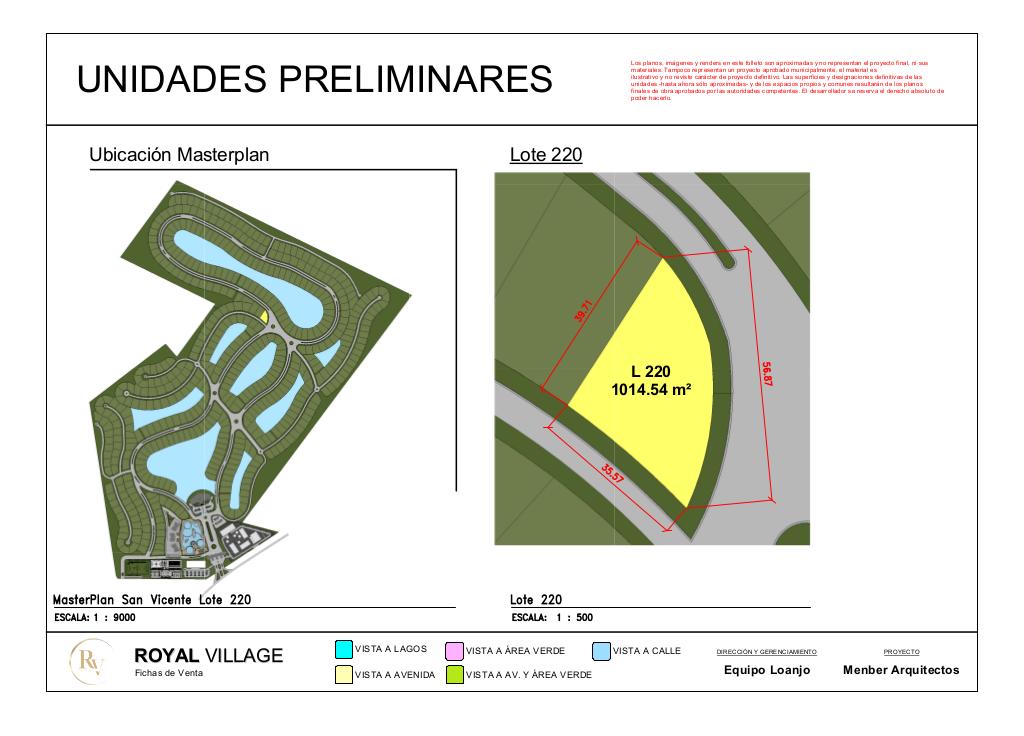 UNIDADES PRELIMINARES
Los planos, imágenes y renders en este folleto son aproximadas y no representan el proyecto final, ni sus
materiales. Tampoco representan un proyecto aprobado municipalmente, el material es
ilustrativo y no reviste carácter de proyecto definitivo. Las superficies y designaciones definitivas de las
unidades -hasta ahora sólo aproximadas- y de los espacios propios y comunes resultarán de los planos
finales de obra aprobados por las autoridades competentes. El desarrollador se reserva el derecho absoluto de
poder hacerlo.
Ubicación Masterplan
Lote 220
39.71
L 220
1014.54 m²
56.87
35.57
MasterPlan San Vicente Lote 220
ESCALA: 1 : 9000
Lote 220
ESCALA: 1 : 500
RV
ROYAL VILLAGE
Fichas de Venta
VISTA A LAGOS
VISTA A ÁREA VERDE
VISTA A CALLE
VISTA A AVENIDA
VISTA A AV. Y ÁREA VERDE
DIRECCIÓN Y GERENCIAMIENTO
Equipo Loanjo
PROYECTO
Menber Arquitectos